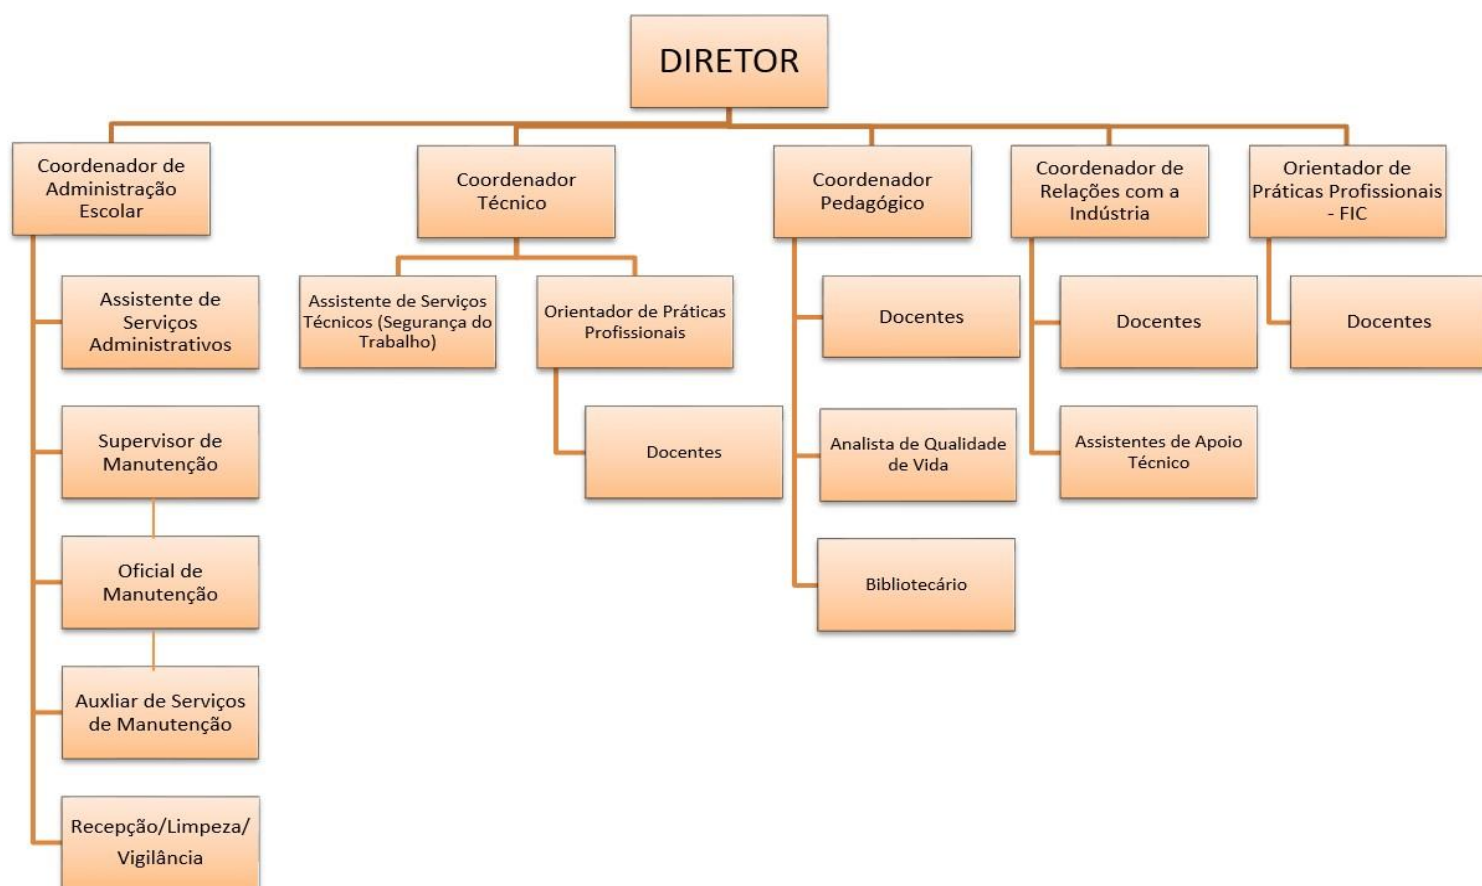 DIRETOR
Coordenador de
Administração
Escolar
Coordenador
Técnico
Coordenador
Pedagógico
Coordenador de
Relações com a
Indústria
Orientador de
Práticas Profissionais
- FIC
Assistente de
Serviços
Administrativos
Assistente de Serviços
Técnicos (Segurança do
Trabalho)
Orientador de Práticas
Profissionais
Docentes
Docentes
Docentes
Supervisor de
Manutenção
Docentes
Analista de Qualidade
de Vida
Assistentes de Apoio
Técnico
Oficial de
Manutenção
Bibliotecário
Auxliar de Serviços
de Manutenção
Recepção/Limpeza/
Vigilância